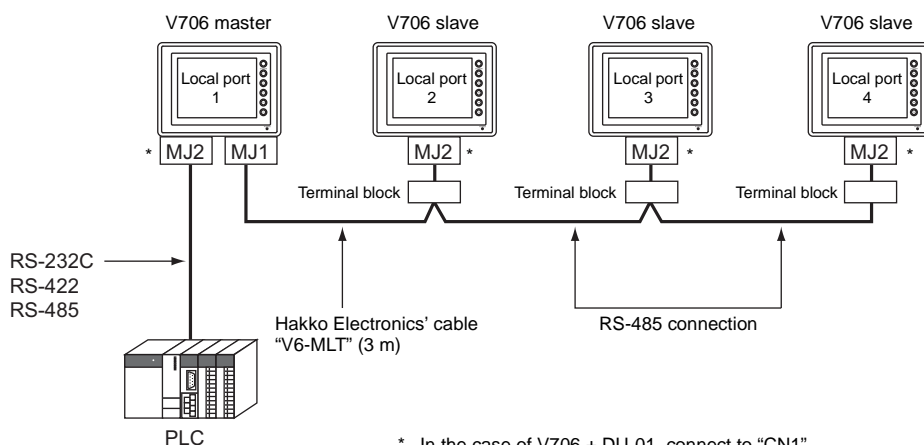 V706 master
V706 slave
V706 slave
V706 slave
Local port
1
Local port
2
Local port
3
Local port
4
* MJ2
MJ1
MJ2 *
MJ2 *
MJ2 *
Terminal block
Terminal block
Terminal block
RS-232C
RS-422
RS-485
Hakko Electronics’ cable
“V6-MLT” (3 m)
RS-485 connection
PLC
* In the case of V706 + DU-01, connect to “CN1”.